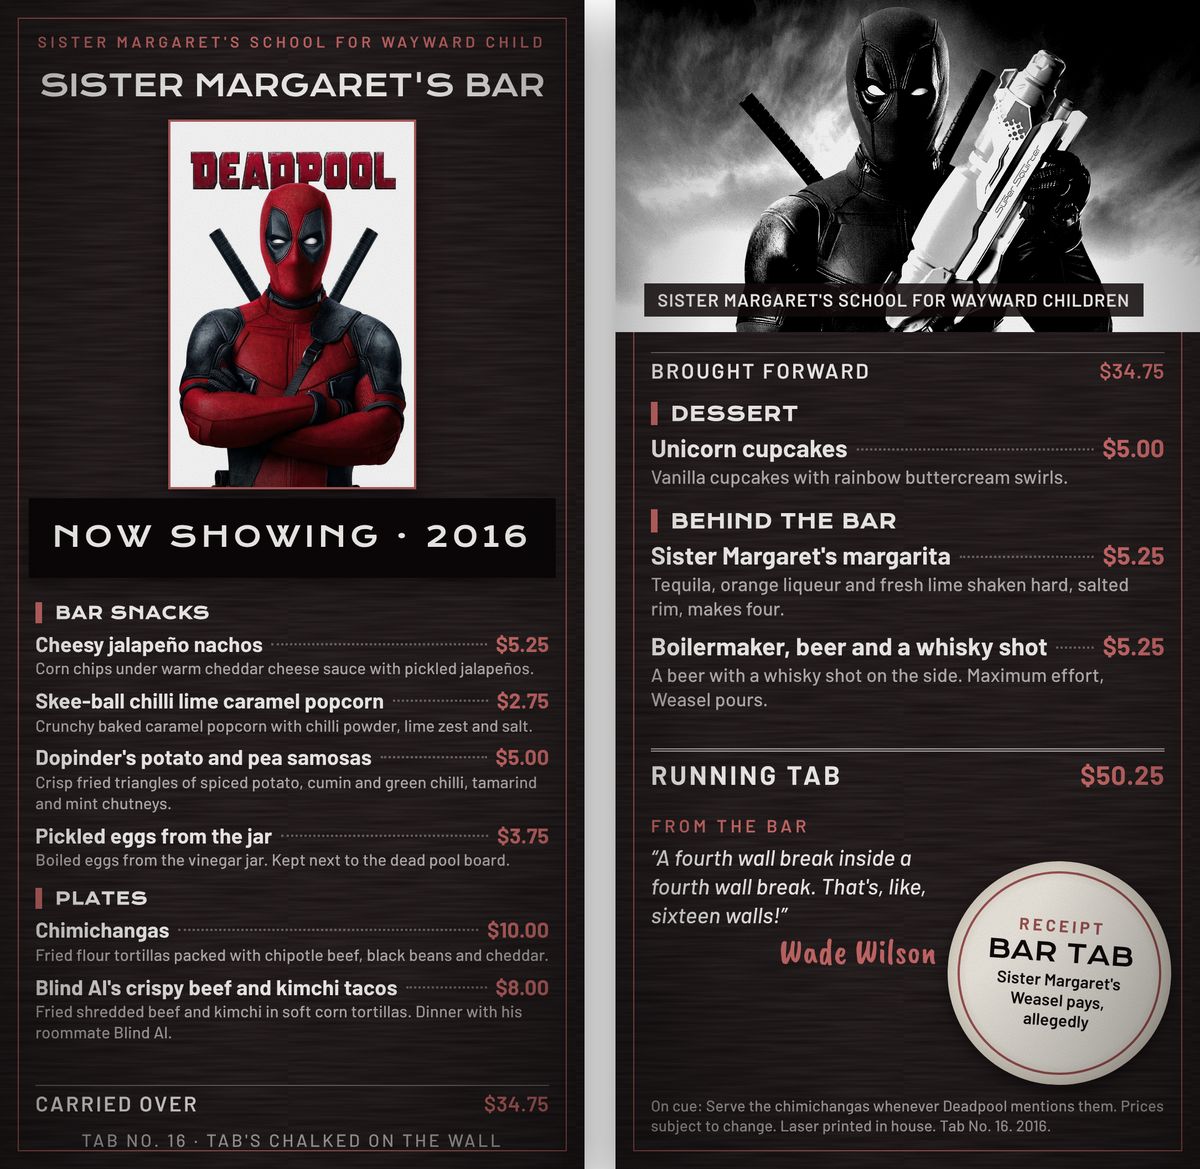 SISTER MARGARET'S SCHOOL FOR WAYWARD CHILD
SISTER MARGARET'S BAR
DEADPOOL
NOW SHOWING · 2016
BAR SNACKS
Cheesy jalapeño nachos $5.25
Corn chips under warm cheddar cheese sauce with pickled jalapeños.
Skee-ball chilli lime caramel popcorn $2.75
Crunchy baked caramel popcorn with chilli powder, lime zest and salt.
Dopinder's potato and pea samosas $5.00
Crisp fried triangles of spiced potato, cumin and green chilli, tamarind
and mint chutneys.
Pickled eggs from the jar $3.75
Boiled eggs from the vinegar jar. Kept next to the dead pool board.
PLATES
Chimichangas $10.00
Fried flour tortillas packed with chipotle beef, black beans and cheddar.
Blind Al's crispy beef and kimchi tacos $8.00
Fried shredded beef and kimchi in soft corn tortillas. Dinner with his
roommate Blind Al.
CARRIED OVER $34.75
TAB NO. 16 · TAB'S CHALKED ON THE WALL
Super Squirter
SISTER MARGARET'S SCHOOL FOR WAYWARD CHILDREN
BROUGHT FORWARD $34.75
DESSERT
Unicorn cupcakes $5.00
Vanilla cupcakes with rainbow buttercream swirls.
BEHIND THE BAR
Sister Margaret's margarita $5.25
Tequila, orange liqueur and fresh lime shaken hard, salted
rim, makes four.
Boilermaker, beer and a whisky shot $5.25
A beer with a whisky shot on the side. Maximum effort,
Weasel pours.
RUNNING TAB $50.25
FROM THE BAR
“A fourth wall break inside a
fourth wall break. That's, like,
sixteen walls!”
Wade Wilson
RECEIPT
BAR TAB
Sister Margaret's
Weasel pays,
allegedly
On cue: Serve the chimichangas whenever Deadpool mentions them. Prices
subject to change. Laser printed in house. Tab No. 16. 2016.